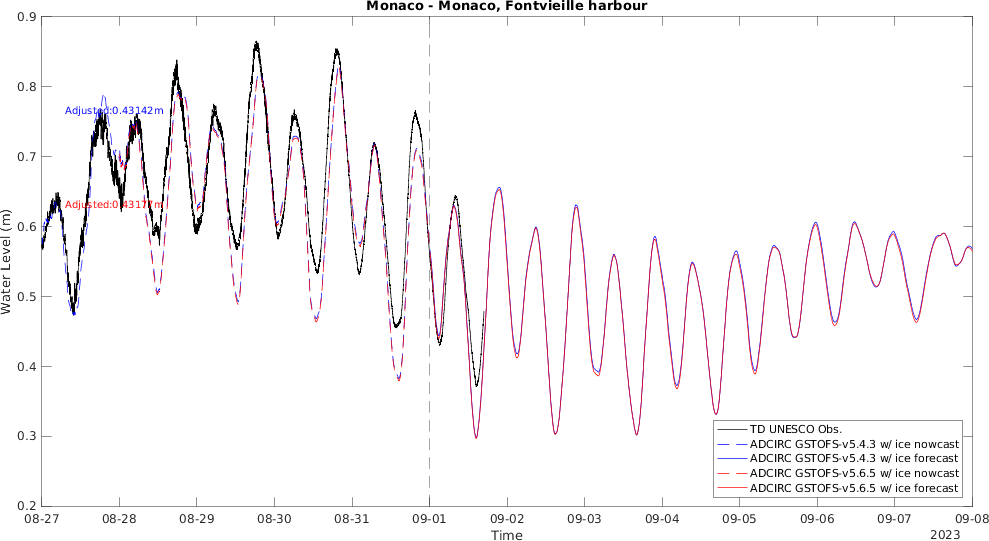 Monaco - Monaco, Fontvieille harbour
0.9
0.8
0.7
0.6
0.5
0.4
0.3
0.2
Water Level (m)
Adjusted:0.43142m
Adjusted:0.43177m
TD UNESCO Obs.
ADCIRC GSTOFS-v5.4.3 w/ ice nowcast
ADCIRC GSTOFS-v5.4.3 w/ ice forecast
ADCIRC GSTOFS-v5.6.5 w/ ice nowcast
ADCIRC GSTOFS-v5.6.5 w/ ice forecast
08-27 08-28 08-29 08-30 08-31 09-01 09-02 09-03 09-04 09-05 09-06 09-07 09-08
Time
2023